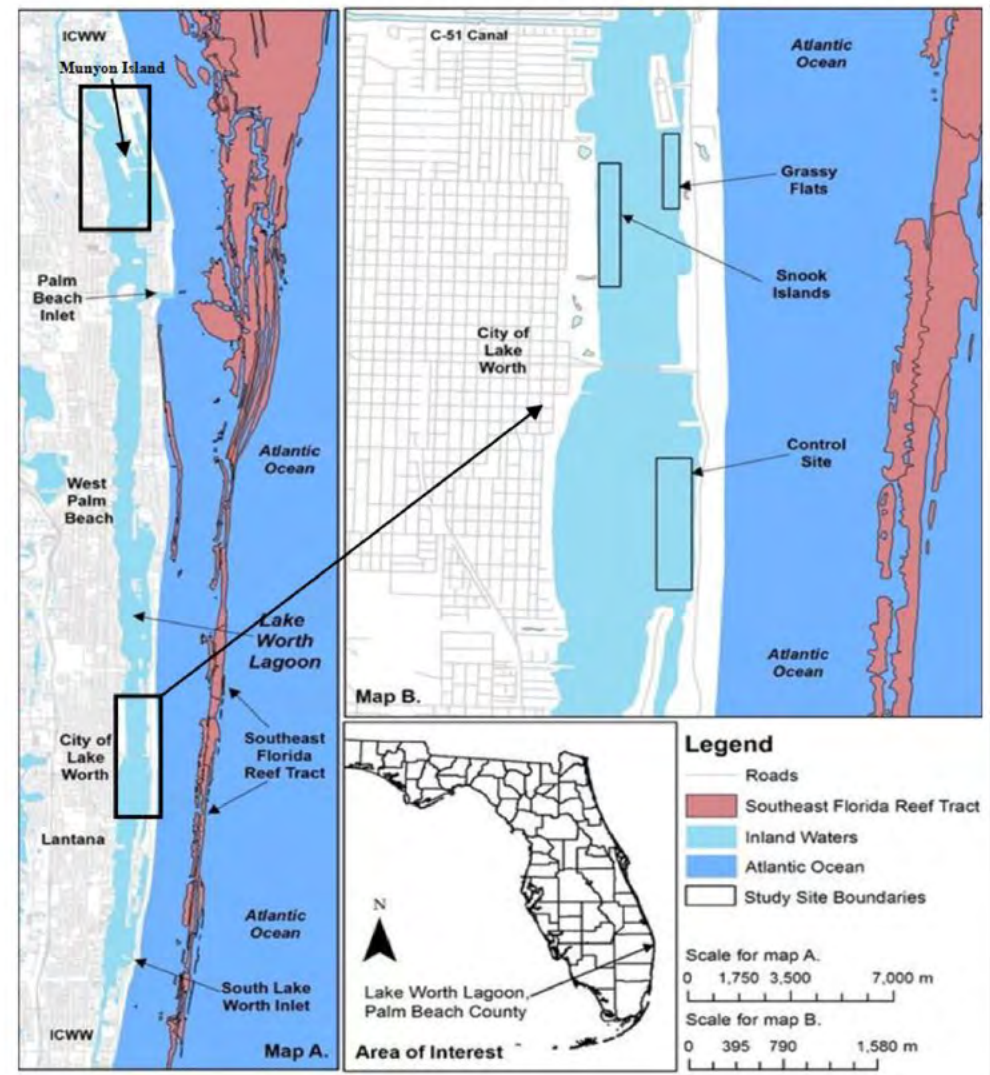 ICWW
Munyon Island
Palm
Beach
Inlet
West
Palm
Beach
Atlantic
Ocean
Lake
Worth
Lagoon
City of
Lake
Worth
Southeast
Florida
Reef Tract
Lantana
Atlantic
Ocean
South Lake
Worth Inlet
ICWW
Map A.
C-51 Canal
Atlantic
Ocean
Grassy
Flats
Snook
Islands
City of
Lake
Worth
Control
Site
Atlantic
Ocean
Map B.
N
Lake Worth Lagoon,
Palm Beach County
Area of Interest
Legend
Roads
Southeast Florida Reef Tract
Inland Waters
Atlantic Ocean
Study Site Boundaries
Scale for map A.
0 1,750 3,500 7,000 m
Scale for map B.
0 395 790 1,580 m